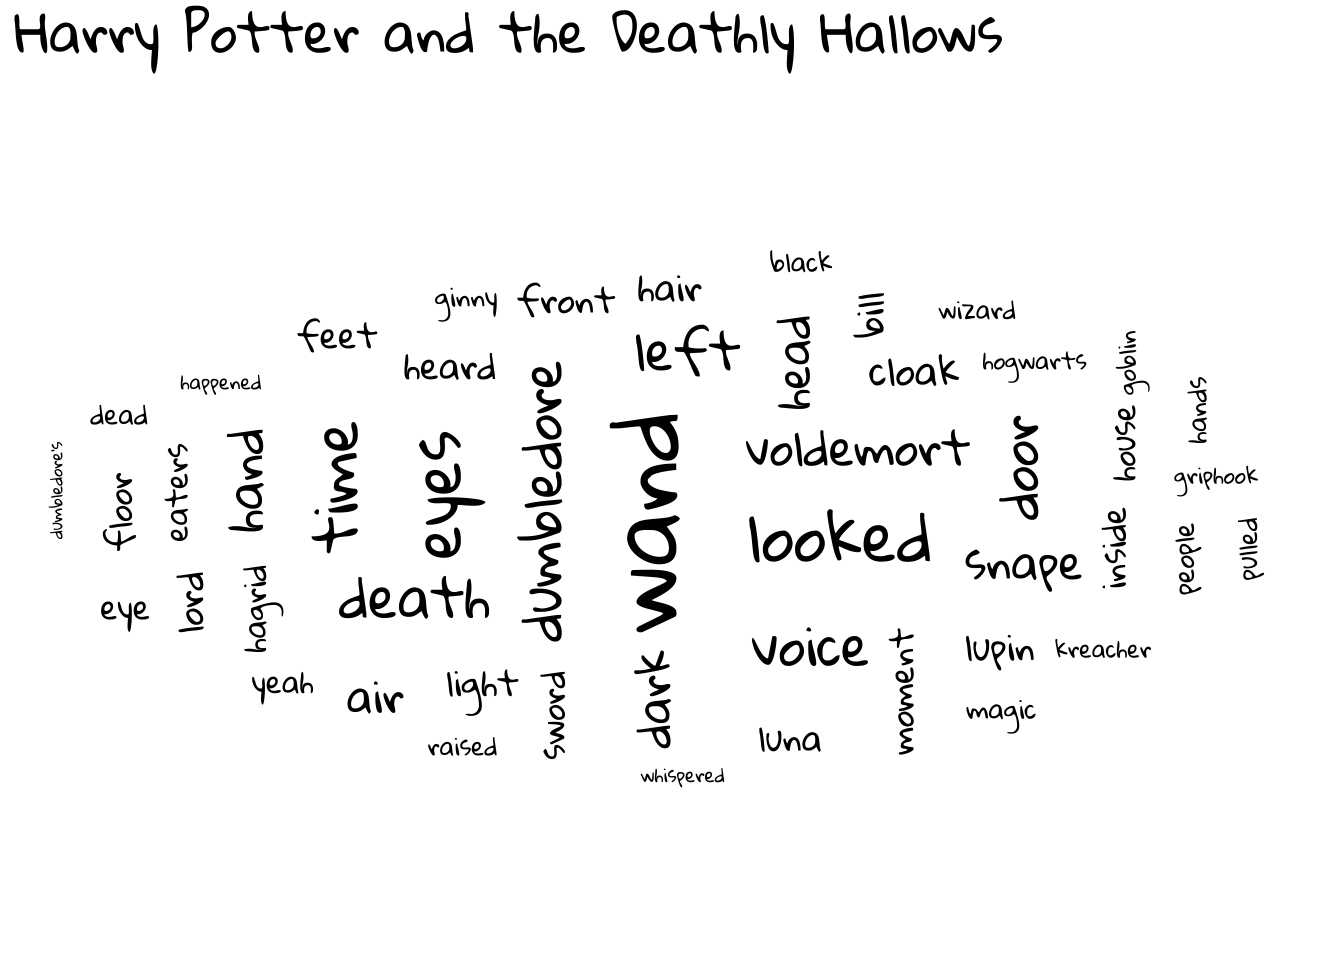 Harry Potter and the Deathly Hallows
black
ginny
front
hair
bill
wizard
feet
heard
left
head
cloak
hogwarts
goblin
happened
dead
dumbledore
hands
dumbledore's
floor
eaters
hand
time
eyes
wand
voldemort
door
house
griphook
looked
snape
inside
people
pulled
eye
lord
hagrid
death
voice
moment
lupin
kreacher
yeah
air
light
sword
dark
magic
raised
luna
whispered